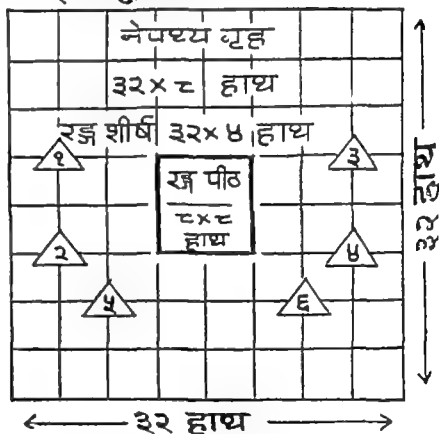 नेपथ्य गृह
३२ × ८ हाथ
रङ्ग शीर्ष ३२ × ४ हाथ
१
३
रङ्ग पीठ
८ × ८
हाथ
२
४
५
६
३२ हाथ
३२ हाथ